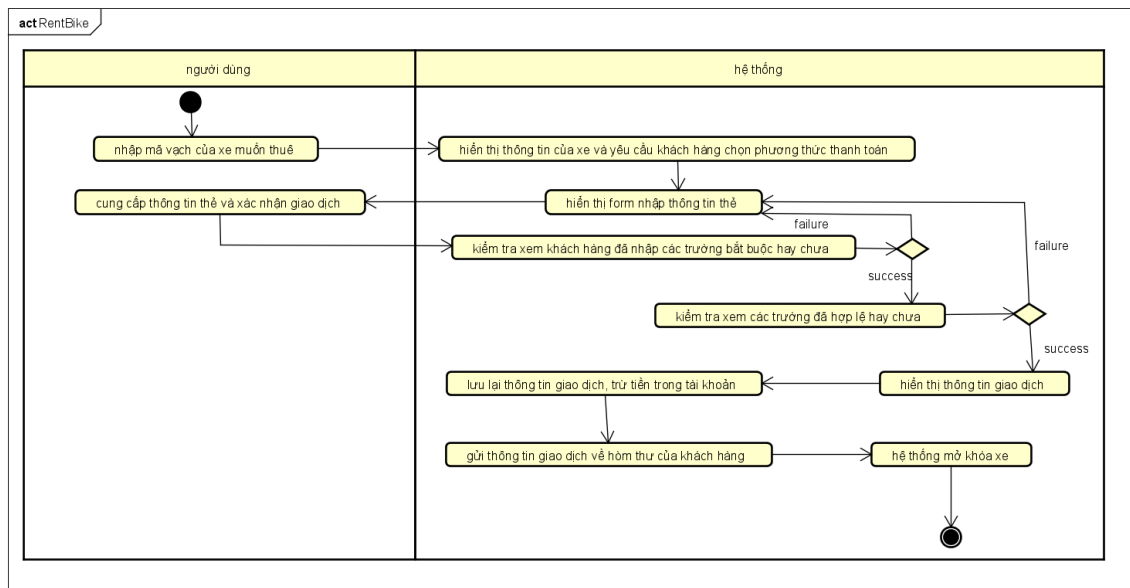 act RentBike
người dùng
hệ thống
nhập mã vạch của xe muốn thuê
hiển thị thông tin của xe và yêu cầu khách hàng chọn phương thức thanh toán
cung cấp thông tin thẻ và xác nhận giao dịch
hiển thị form nhập thông tin thẻ
failure
failure
kiểm tra xem khách hàng đã nhập các trường bắt buộc hay chưa
success
kiểm tra xem các trường đã hợp lệ hay chưa
success
lưu lại thông tin giao dịch, trừ tiền trong tài khoản
hiển thị thông tin giao dịch
gửi thông tin giao dịch về hòm thư của khách hàng
hệ thống mở khóa xe